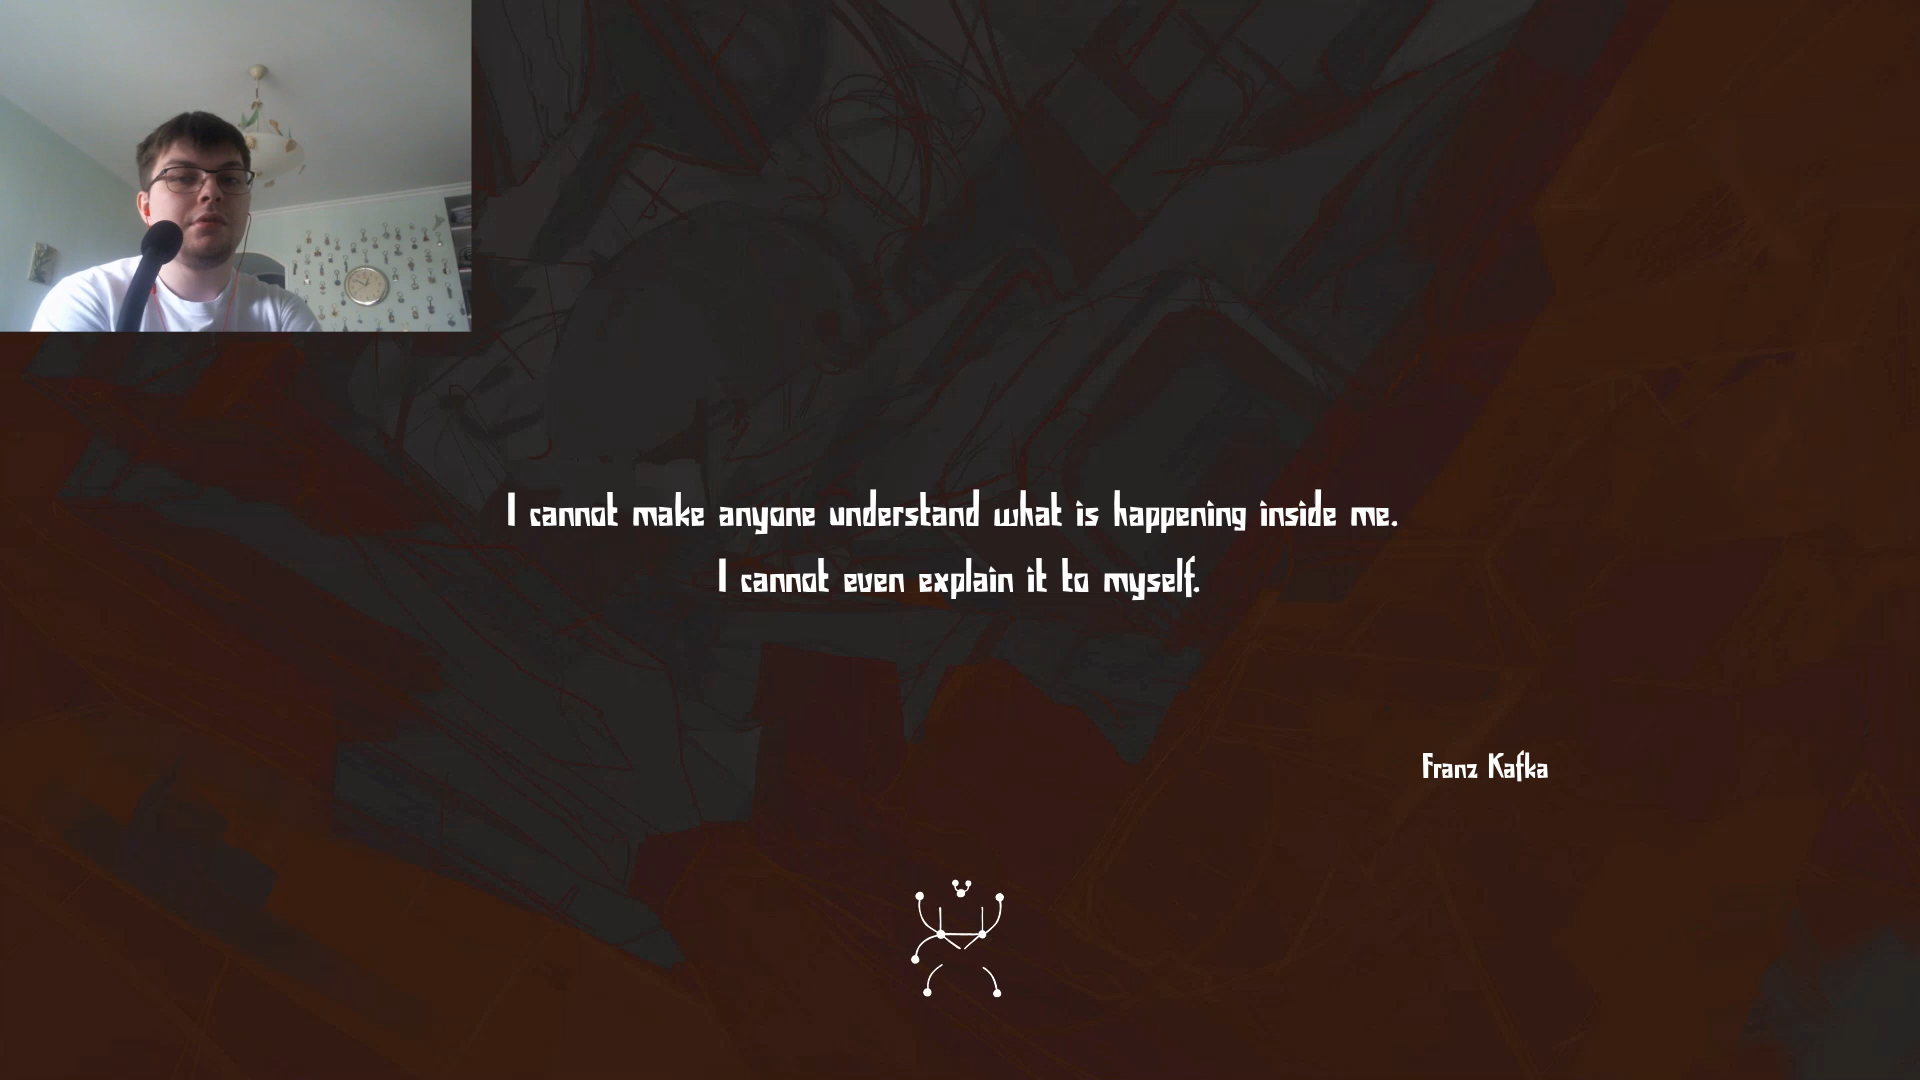 I cannot make anyone understand what is happening inside me.
I cannot even explain it to myself.
Franz Kafka